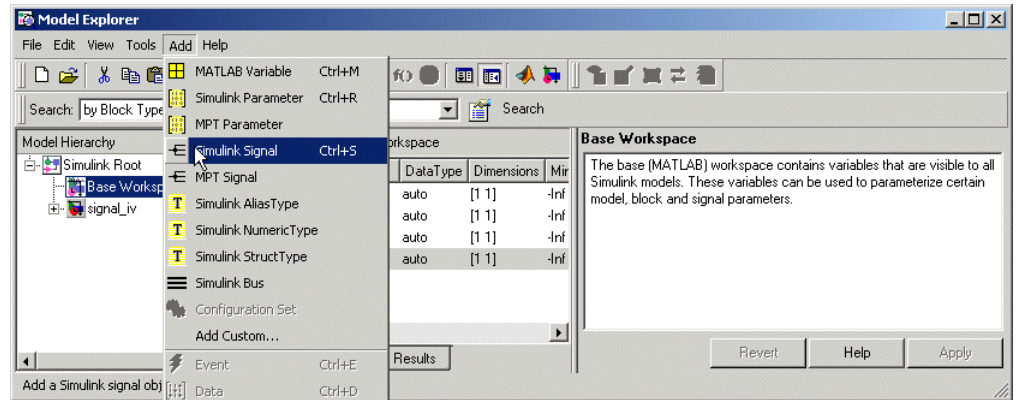 Model Explorer
File Edit View Tools Add Help
MATLAB Variable Ctrl+M
Simulink Parameter Ctrl+R
MPT Parameter
Simulink Signal Ctrl+S
MPT Signal
Simulink AliasType
Simulink NumericType
Simulink StructType
Simulink Bus
Configuration Set
Add Custom...
Event Ctrl+E
Data Ctrl+D
Search: by Block Type
Search
Model Hierarchy
Simulink Root
Base Worksp
signal_iv
orkspace
DataType Dimensions Min
auto [1 1] -Inf
auto [1 1] -Inf
auto [1 1] -Inf
auto [1 1] -Inf
Results
Base Workspace
The base (MATLAB) workspace contains variables that are visible to all
Simulink models. These variables can be used to parameterize certain
model, block and signal parameters.
Revert Help Apply
Add a Simulink signal obj